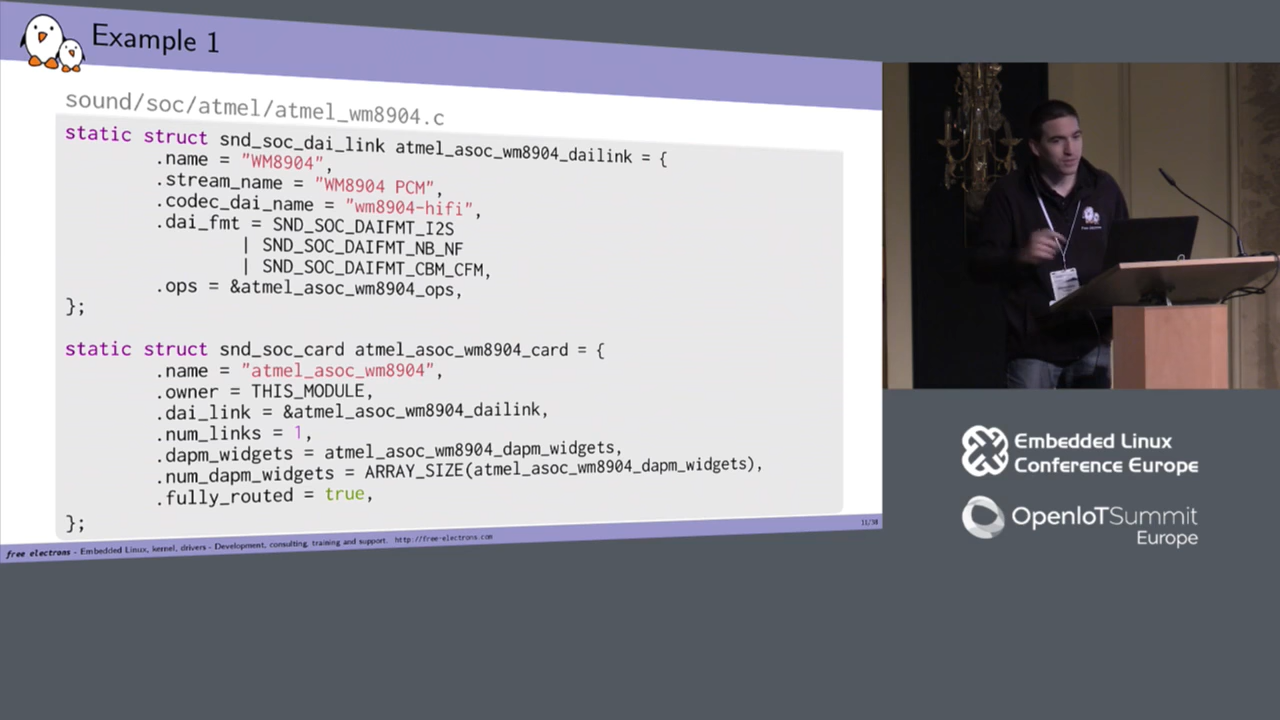 Example 1
sound/soc/atmel/atmel_wm8904.c
static struct snd_soc_dai_link atmel_asoc_wm8904_dailink = {
.name = "WM8904",
.stream_name = "WM8904 PCM",
.codec_dai_name = "wm8904-hifi",
.dai_fmt = SND_SOC_DAIFMT_I2S
| SND_SOC_DAIFMT_NB_NF
| SND_SOC_DAIFMT_CBM_CFM,
.ops = &atmel_asoc_wm8904_ops,
};
static struct snd_soc_card atmel_asoc_wm8904_card = {
.name = "atmel_asoc_wm8904",
.owner = THIS_MODULE,
.dai_link = &atmel_asoc_wm8904_dailink,
.num_links = 1,
.dapm_widgets = atmel_asoc_wm8904_dapm_widgets,
.num_dapm_widgets = ARRAY_SIZE(atmel_asoc_wm8904_dapm_widgets),
.fully_routed = true,
};
free electrons - Embedded Linux, kernel, drivers - Development, consulting, training and support. http://free-electrons.com
11/38
Embedded Linux
Conference Europe
OpenIoTSummit
Europe